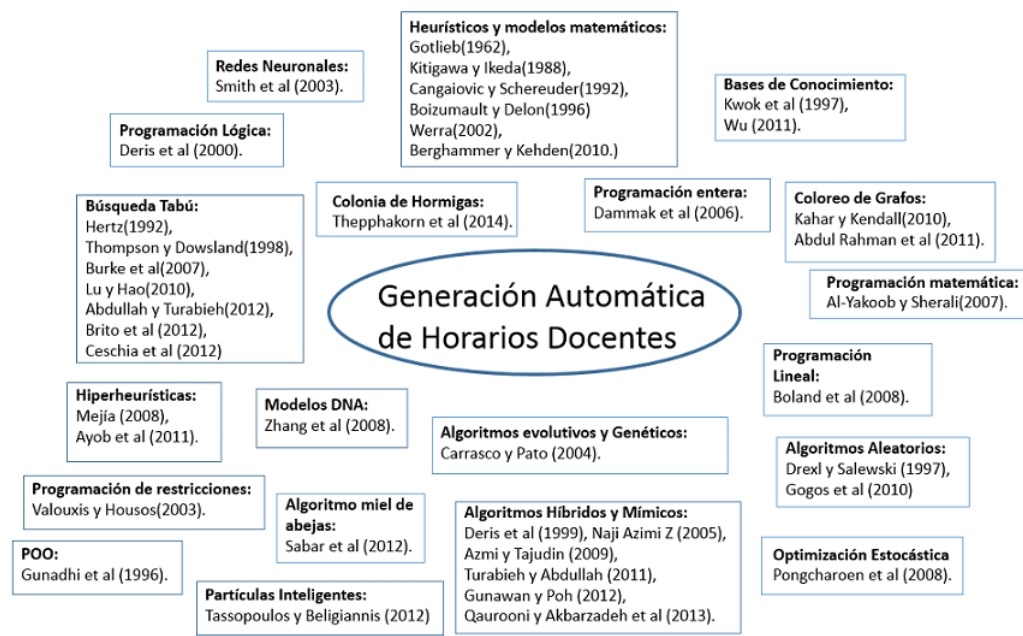 Heurísticos y modelos matemáticos:
Gotlieb(1962),
Kitigawa y Ikeda(1988),
Cangaiovic y Schereuder(1992),
Boizumault y Delon(1996)
Werra(2002),
Berghammer y Kehden(2010.)
Redes Neuronales:
Smith et al (2003).
Bases de Conocimiento:
Kwok et al (1997),
Wu (2011).
Programación Lógica:
Deris et al (2000).
Búsqueda Tabú:
Hertz(1992),
Thompson y Dowsland(1998),
Burke et al(2007),
Lu y Hao(2010),
Abdullah y Turabieh(2012),
Brito et al (2012),
Ceschia et al (2012)
Colonia de Hormigas:
Thepphakorn et al (2014).
Programación entera:
Dammak et al (2006).
Coloreo de Grafos:
Kahar y Kendall(2010),
Abdul Rahman et al (2011).
Programación matemática:
Al-Yakoob y Sherali(2007).
Generación Automática
de Horarios Docentes
Programación
Lineal:
Boland et al (2008).
Hiperheurísticas:
Mejía (2008),
Ayob et al (2011).
Modelos DNA:
Zhang et al (2008).
Algoritmos evolutivos y Genéticos:
Carrasco y Pato (2004).
Algoritmos Aleatorios:
Drexl y Salewski (1997),
Gogos et al (2010)
Programación de restricciones:
Valouxis y Housos(2003).
Algoritmo miel de
abejas:
Sabar et al (2012).
Algoritmos Híbridos y Mímicos:
Deris et al (1999), Naji Azimi Z (2005),
Azmi y Tajudin (2009),
Turabieh y Abdullah (2011),
Gunawan y Poh (2012),
Qaurooni y Akbarzadeh et al (2013).
POO:
Gunadhi et al (1996).
Optimización Estocástica
Pongcharoen et al (2008).
Partículas Inteligentes:
Tassopoulos y Beligiannis (2012)